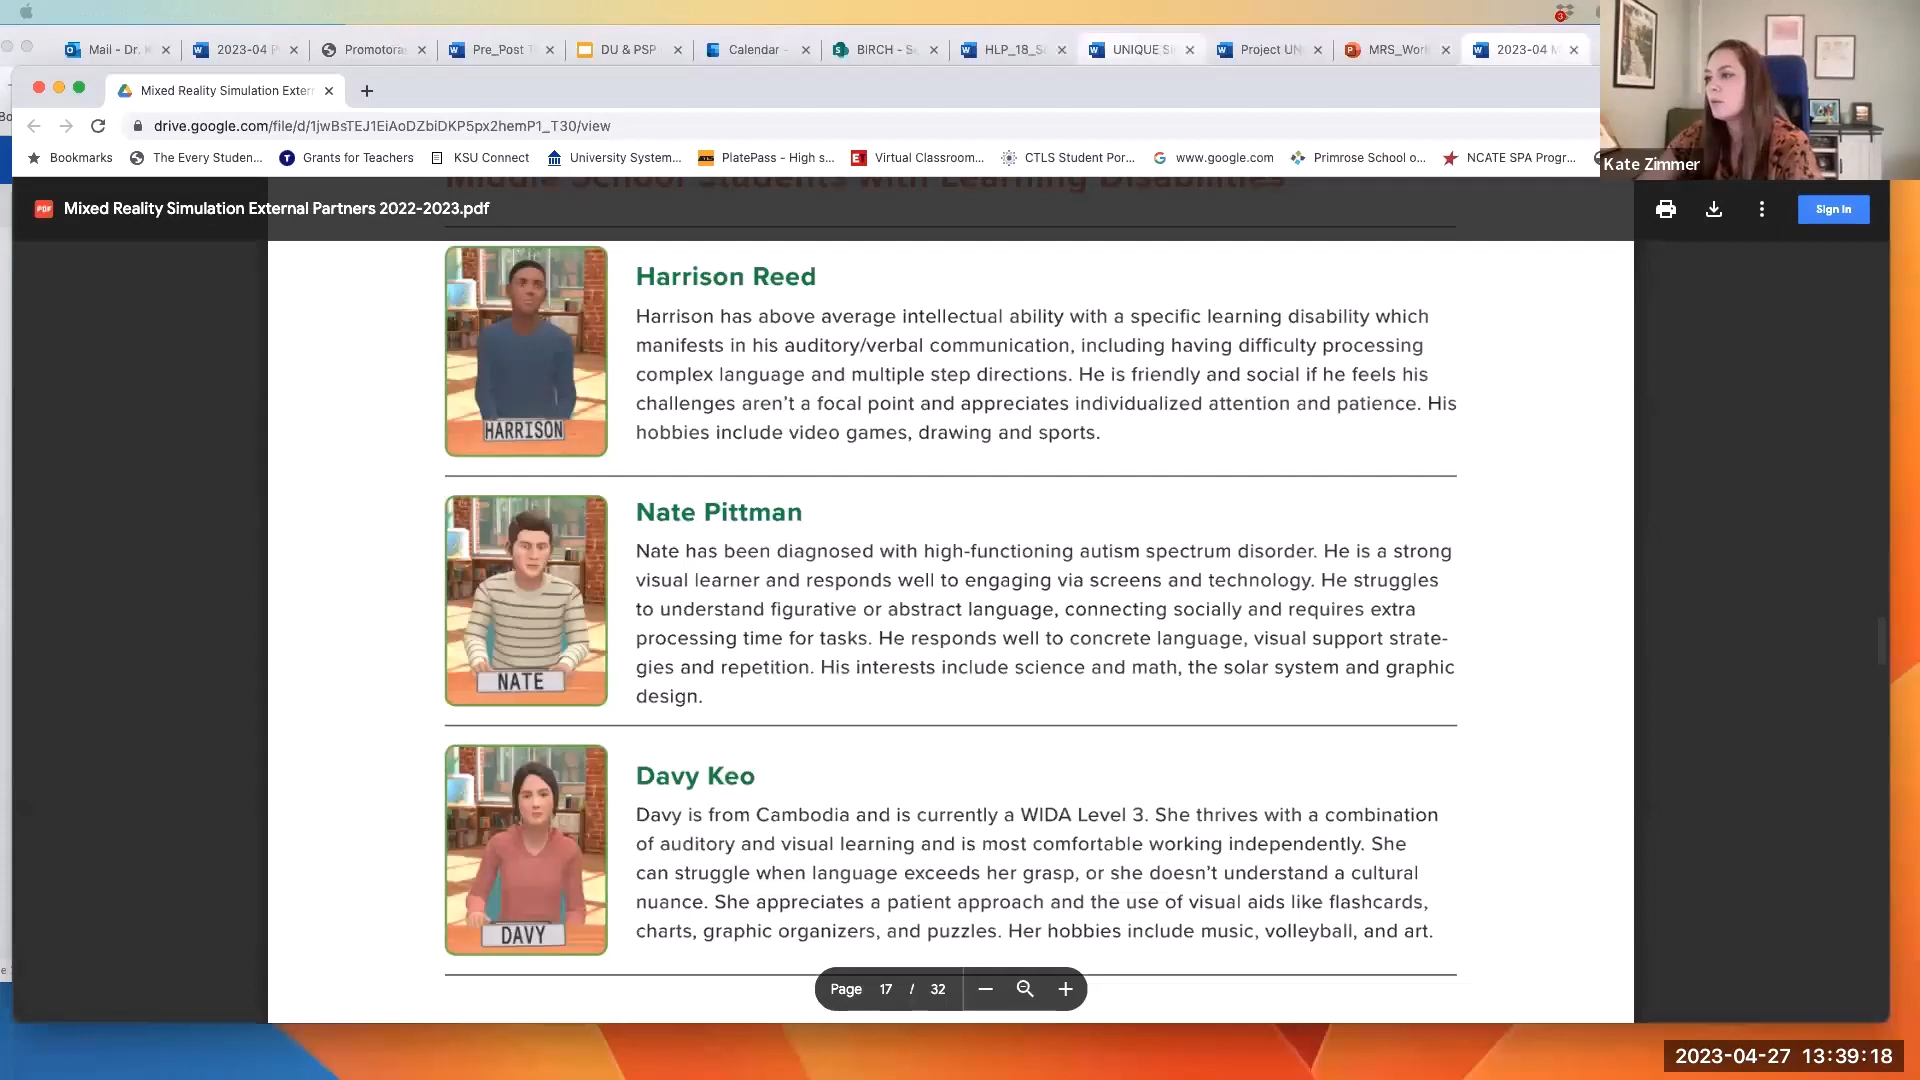 Mail - Dr.
2023-04
Promotora
Pre_Post
DU & PSP
Calendar -
BIRCH - S
HLP_18_S
UNIQUE Si
Project UN
MRS_Wor
2023-04 M
3
Mixed Reality Simulation Exter
drive.google.com/file/d/1jwBsTEJ1EiAoDZbiDKP5px2hemP1_T30/view
Bookmarks
The Every Studen...
Grants for Teachers
KSU Connect
University System...
PlatePass - High s...
Virtual Classroom...
CTLS Student Por...
www.google.com
Primrose School o...
NCATE SPA Progr...
Kate Zimmer
Middle School Students with Learning Disabilities
Mixed Reality Simulation External Partners 2022-2023.pdf
Sign in
HARRISON
Harrison Reed
Harrison has above average intellectual ability with a specific learning disability which
manifests in his auditory/verbal communication, including having difficulty processing
complex language and multiple step directions. He is friendly and social if he feels his
challenges aren't a focal point and appreciates individualized attention and patience. His
hobbies include video games, drawing and sports.
NATE
Nate Pittman
Nate has been diagnosed with high-functioning autism spectrum disorder. He is a strong
visual learner and responds well to engaging via screens and technology. He struggles
to understand figurative or abstract language, connecting socially and requires extra
processing time for tasks. He responds well to concrete language, visual support strate-
gies and repetition. His interests include science and math, the solar system and graphic
design.
DAVY
Davy Keo
Davy is from Cambodia and is currently a WIDA Level 3. She thrives with a combination
of auditory and visual learning and is most comfortable working independently. She
can struggle when language exceeds her grasp, or she doesn't understand a cultural
nuance. She appreciates a patient approach and the use of visual aids like flashcards,
charts, graphic organizers, and puzzles. Her hobbies include music, volleyball, and art.
Page 17 / 32
2023-04-27 13:39:18